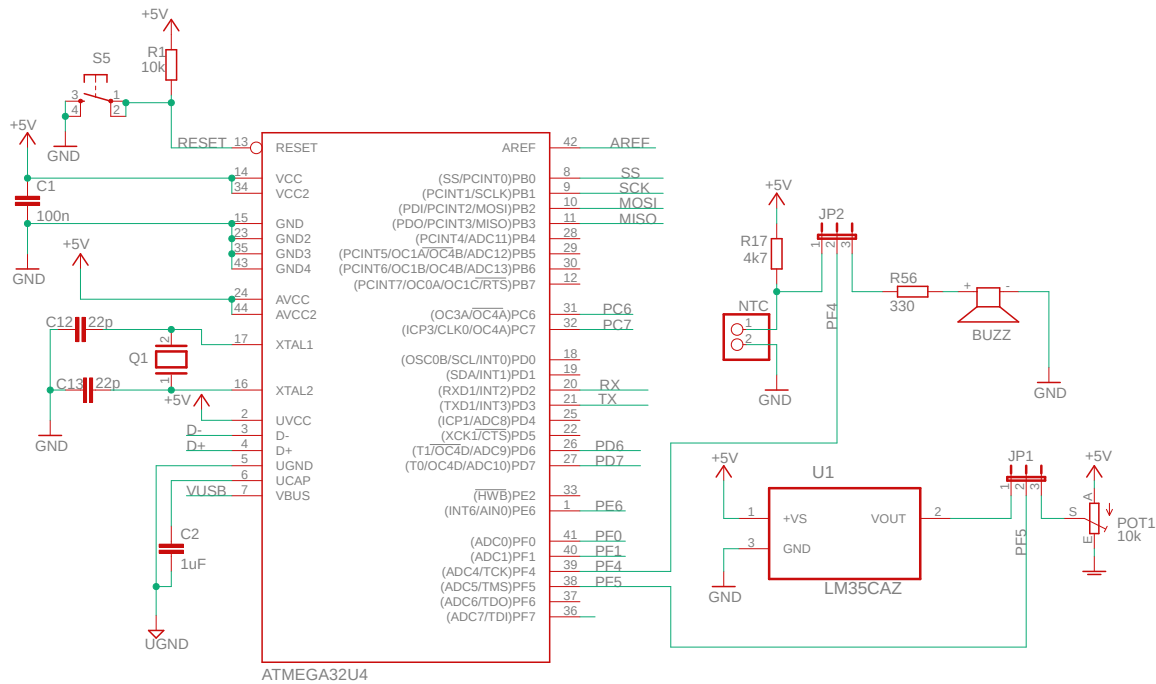 +5V
R1
10k
S5
3
1
4
2
GND
+5V
C1
100n
GND
RESET 13 RESET
14 VCC
34 VCC2
15 GND
23 GND2
35 GND3
43 GND4
+5V
24 AVCC
44 AVCC2
C12 22p
2
Q1
1
17 XTAL1
C13 22p
16 XTAL2
+5V
GND
2 UVCC
D- 3 D-
D+ 4 D+
5 UGND
6 UCAP
VUSB 7 VBUS
C2
1uF
UGND
AREF 42 AREF
(SS/PCINT0)PB0 8 SS
(PCINT1/SCLK)PB1 9 SCK
(PDI/PCINT2/MOSI)PB2 10 MOSI
(PDO/PCINT3/MISO)PB3 11 MISO
(PCINT4/ADC11)PB4 28
(PCINT5/OC1A/OC4B/ADC12)PB5 29
(PCINT6/OC1B/OC4B/ADC13)PB6 30
(PCINT7/OC0A/OC1C/RTS)PB7 12
(OC3A/OC4A)PC6 31 PC6
(ICP3/CLK0/OC4A)PC7 32 PC7
(OSC0B/SCL/INT0)PD0 18
(SDA/INT1)PD1 19
(RXD1/INT2)PD2 20 RX
(TXD1/INT3)PD3 21 TX
(ICP1/ADC8)PD4 25
(XCK1/CTS)PD5 22
(T1/OC4D/ADC9)PD6 26 PD6
(T0/OC4D/ADC10)PD7 27 PD7
(HWB)PE2 33
(INT6/AIN0)PE6 1 PE6
(ADC0)PF0 41 PF0
(ADC1)PF1 40 PF1
(ADC4/TCK)PF4 39 PF4
(ADC5/TMS)PF5 38 PF5
(ADC6/TDO)PF6 37
(ADC7/TDI)PF7 36
ATMEGA32U4
+5V
R17
4k7
JP2
1
2
3
PF4
NTC
1
2
GND
R56
330
+ -
BUZZ
GND
+5V
U1
1 +VS
3 GND
VOUT 2
LM35CAZ
GND
JP1
1
2
3
PF5
+5V
A
S
E
POT1
10k